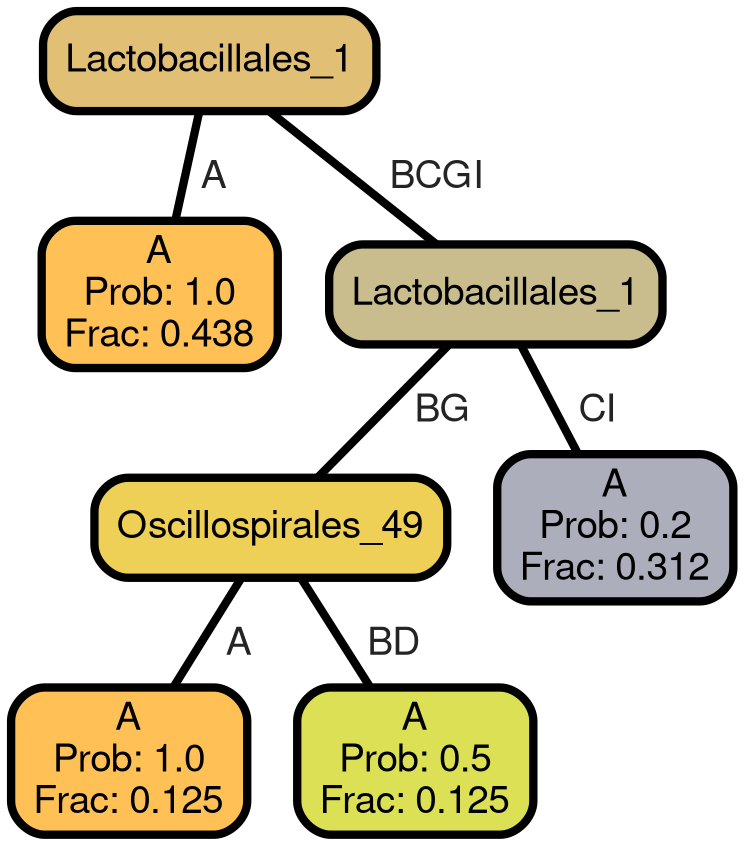 Lactobacillales_1
A
BCGI
A
Prob: 1.0
Frac: 0.438
Lactobacillales_1
BG
CI
Oscillospirales_49
A
Prob: 0.2
Frac: 0.312
A
BD
A
Prob: 1.0
Frac: 0.125
A
Prob: 0.5
Frac: 0.125